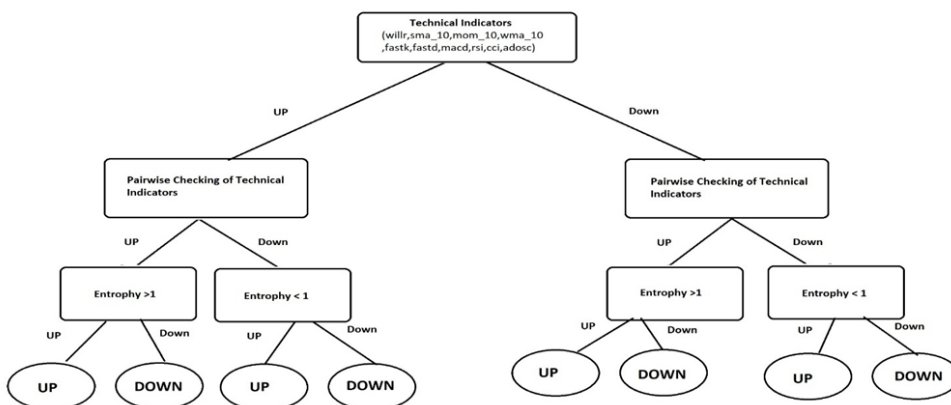 Technical Indicators
(willr,sma_10,mom_10,wma_10
,fastk,fastd,macd,rsi,cci,adosc)
UP
Down
Pairwise Checking of Technical
Indicators
Pairwise Checking of Technical
Indicators
UP
Down
UP
Down
Entrophy >1
Entrophy < 1
Entrophy >1
Entrophy < 1
UP
Down
UP
Down
UP
Down
UP
Down
UP
DOWN
UP
DOWN
UP
DOWN
UP
DOWN